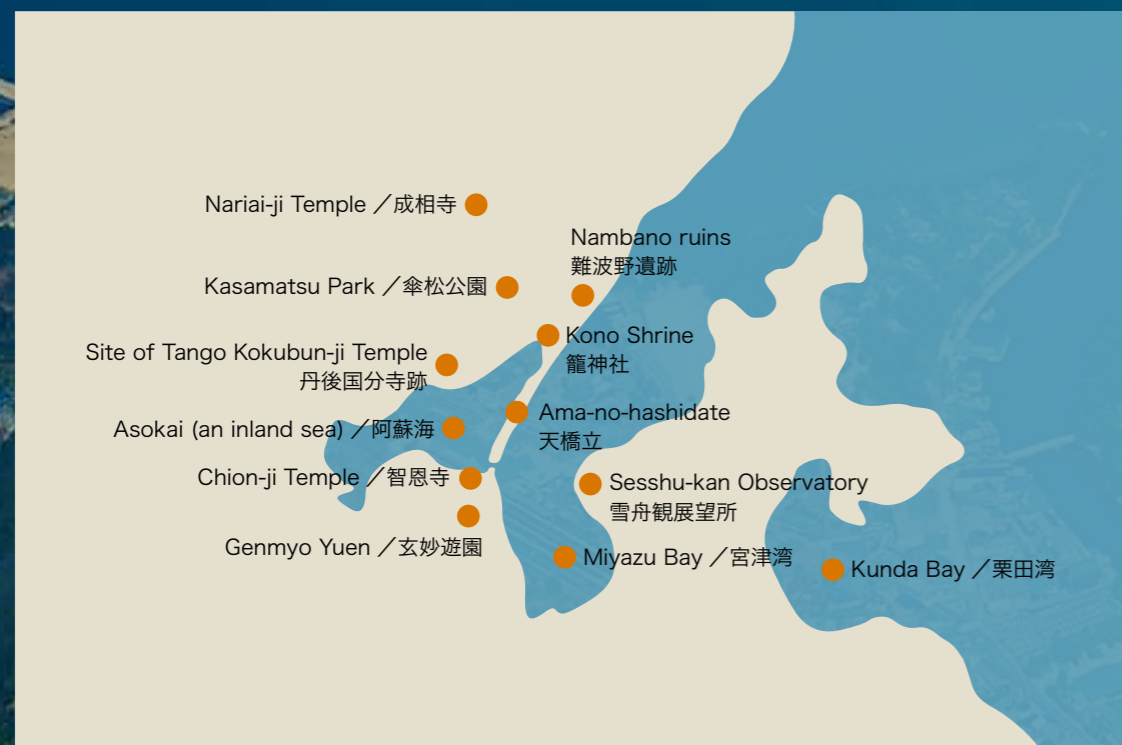 Nariai-ji Temple ／成相寺
Nambano ruins
難波野遺跡
Kasamatsu Park ／傘松公園
Kono Shrine
籠神社
Site of Tango Kokubun-ji Temple
丹後国分寺跡
Ama-no-hashidate
天橋立
Asokai (an inland sea) ／阿蘇海
Chion-ji Temple ／智恩寺
Sesshu-kan Observatory
雪舟観展望所
Genmyo Yuen ／玄妙遊園
Miyazu Bay ／宮津湾
Kunda Bay ／栗田湾